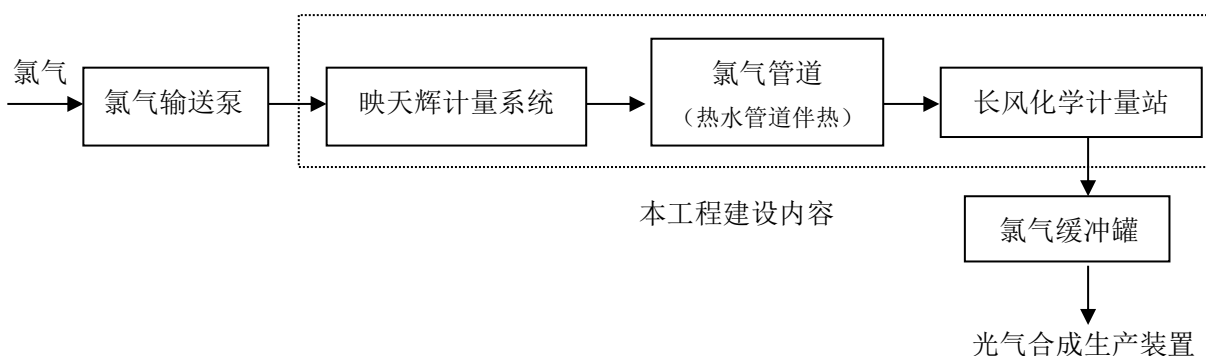 氯气
氯气输送泵
映天辉计量系统
氯气管道
（热水管道伴热）
长风化学计量站
本工程建设内容
氯气缓冲罐
光气合成生产装置